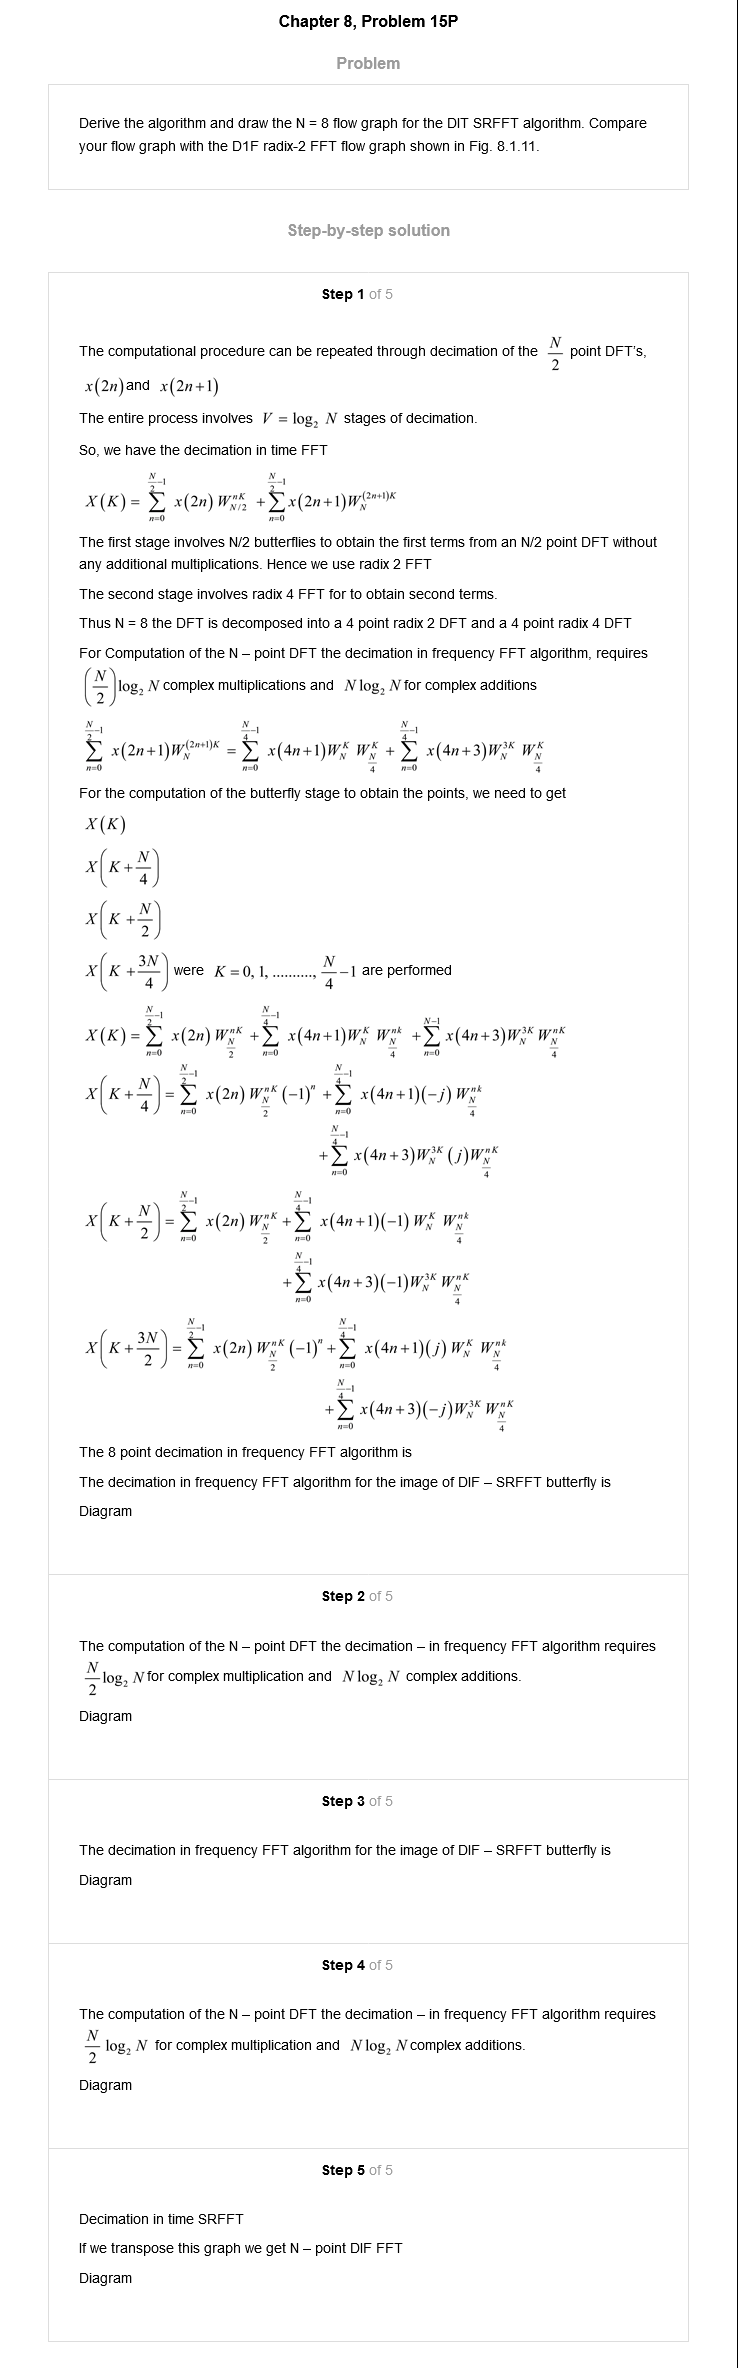 Chapter 8, Problem 15P
Problem
Derive the algorithm and draw the N = 8 flow graph for the DIT SRFFT algorithm. Compare
your flow graph with the D1F radix-2 FFT flow graph shown in Fig. 8.1.11.
Step-by-step solution
Step 1 of 5
The computational procedure can be repeated through decimation of the $\frac{N}{2}$ point DFT's,
$x(2n)$ and $x(2n+1)$
The entire process involves $V = \log_2 N$ stages of decimation.
So, we have the decimation in time FFT
$X(K) = \sum_{n=0}^{\frac{N}{2}-1} x(2n) W_{N/2}^{nK} + \sum_{n=0}^{\frac{N}{2}-1} x(2n+1) W_N^{(2n+1)K}$
The first stage involves N/2 butterflies to obtain the first terms from an N/2 point DFT without
any additional multiplications. Hence we use radix 2 FFT
The second stage involves radix 4 FFT for to obtain second terms.
Thus N = 8 the DFT is decomposed into a 4 point radix 2 DFT and a 4 point radix 4 DFT
For Computation of the N – point DFT the decimation in frequency FFT algorithm, requires
$\left(\frac{N}{2}\right) \log_2 N$ complex multiplications and $N \log_2 N$ for complex additions
$\sum_{n=0}^{\frac{N}{2}-1} x(2n+1) W_N^{(2n+1)K} = \sum_{n=0}^{\frac{N}{4}-1} x(4n+1) W_N^K W_{\frac{N}{4}}^K + \sum_{n=0}^{\frac{N}{4}-1} x(4n+3) W_N^{3K} W_{\frac{N}{4}}^K$
For the computation of the butterfly stage to obtain the points, we need to get
$X(K)$
$X\left(K+\frac{N}{4}\right)$
$X\left(K+\frac{N}{2}\right)$
$X\left(K+\frac{3N}{4}\right)$ were $K = 0, 1, .........., \frac{N}{4}-1$ are performed
$X(K) = \sum_{n=0}^{\frac{N}{2}-1} x(2n) W_{\frac{N}{2}}^{nK} + \sum_{n=0}^{\frac{N}{4}-1} x(4n+1) W_N^K W_{\frac{N}{4}}^{nk} + \sum_{n=0}^{N-1} x(4n+3) W_N^{3K} W_{\frac{N}{4}}^{nK}$
$X\left(K+\frac{N}{4}\right) = \sum_{n=0}^{\frac{N}{2}-1} x(2n) W_{\frac{N}{2}}^{nK} (-1)^n + \sum_{n=0}^{\frac{N}{4}-1} x(4n+1)(-j) W_{\frac{N}{4}}^{nk}$
$+ \sum_{n=0}^{\frac{N}{4}-1} x(4n+3) W_N^{3K} (j) W_{\frac{N}{4}}^{nK}$
$X\left(K+\frac{N}{2}\right) = \sum_{n=0}^{\frac{N}{2}-1} x(2n) W_{\frac{N}{2}}^{nK} + \sum_{n=0}^{\frac{N}{4}-1} x(4n+1)(-1) W_N^K W_{\frac{N}{4}}^{nk}$
$+ \sum_{n=0}^{\frac{N}{4}-1} x(4n+3)(-1) W_N^{3K} W_{\frac{N}{4}}^{nK}$
$X\left(K+\frac{3N}{2}\right) = \sum_{n=0}^{\frac{N}{2}-1} x(2n) W_{\frac{N}{2}}^{nK} (-1)^n + \sum_{n=0}^{\frac{N}{4}-1} x(4n+1)(j) W_N^K W_{\frac{N}{4}}^{nk}$
$+ \sum_{n=0}^{\frac{N}{4}-1} x(4n+3)(-j) W_N^{3K} W_{\frac{N}{4}}^{nK}$
The 8 point decimation in frequency FFT algorithm is
The decimation in frequency FFT algorithm for the image of DIF – SRFFT butterfly is
Diagram
Step 2 of 5
The computation of the N – point DFT the decimation – in frequency FFT algorithm requires
$\frac{N}{2} \log_2 N$ for complex multiplication and $N \log_2 N$ complex additions.
Diagram
Step 3 of 5
The decimation in frequency FFT algorithm for the image of DIF – SRFFT butterfly is
Diagram
Step 4 of 5
The computation of the N – point DFT the decimation – in frequency FFT algorithm requires
$\frac{N}{2} \log_2 N$ for complex multiplication and $N \log_2 N$ complex additions.
Diagram
Step 5 of 5
Decimation in time SRFFT
If we transpose this graph we get N – point DIF FFT
Diagram